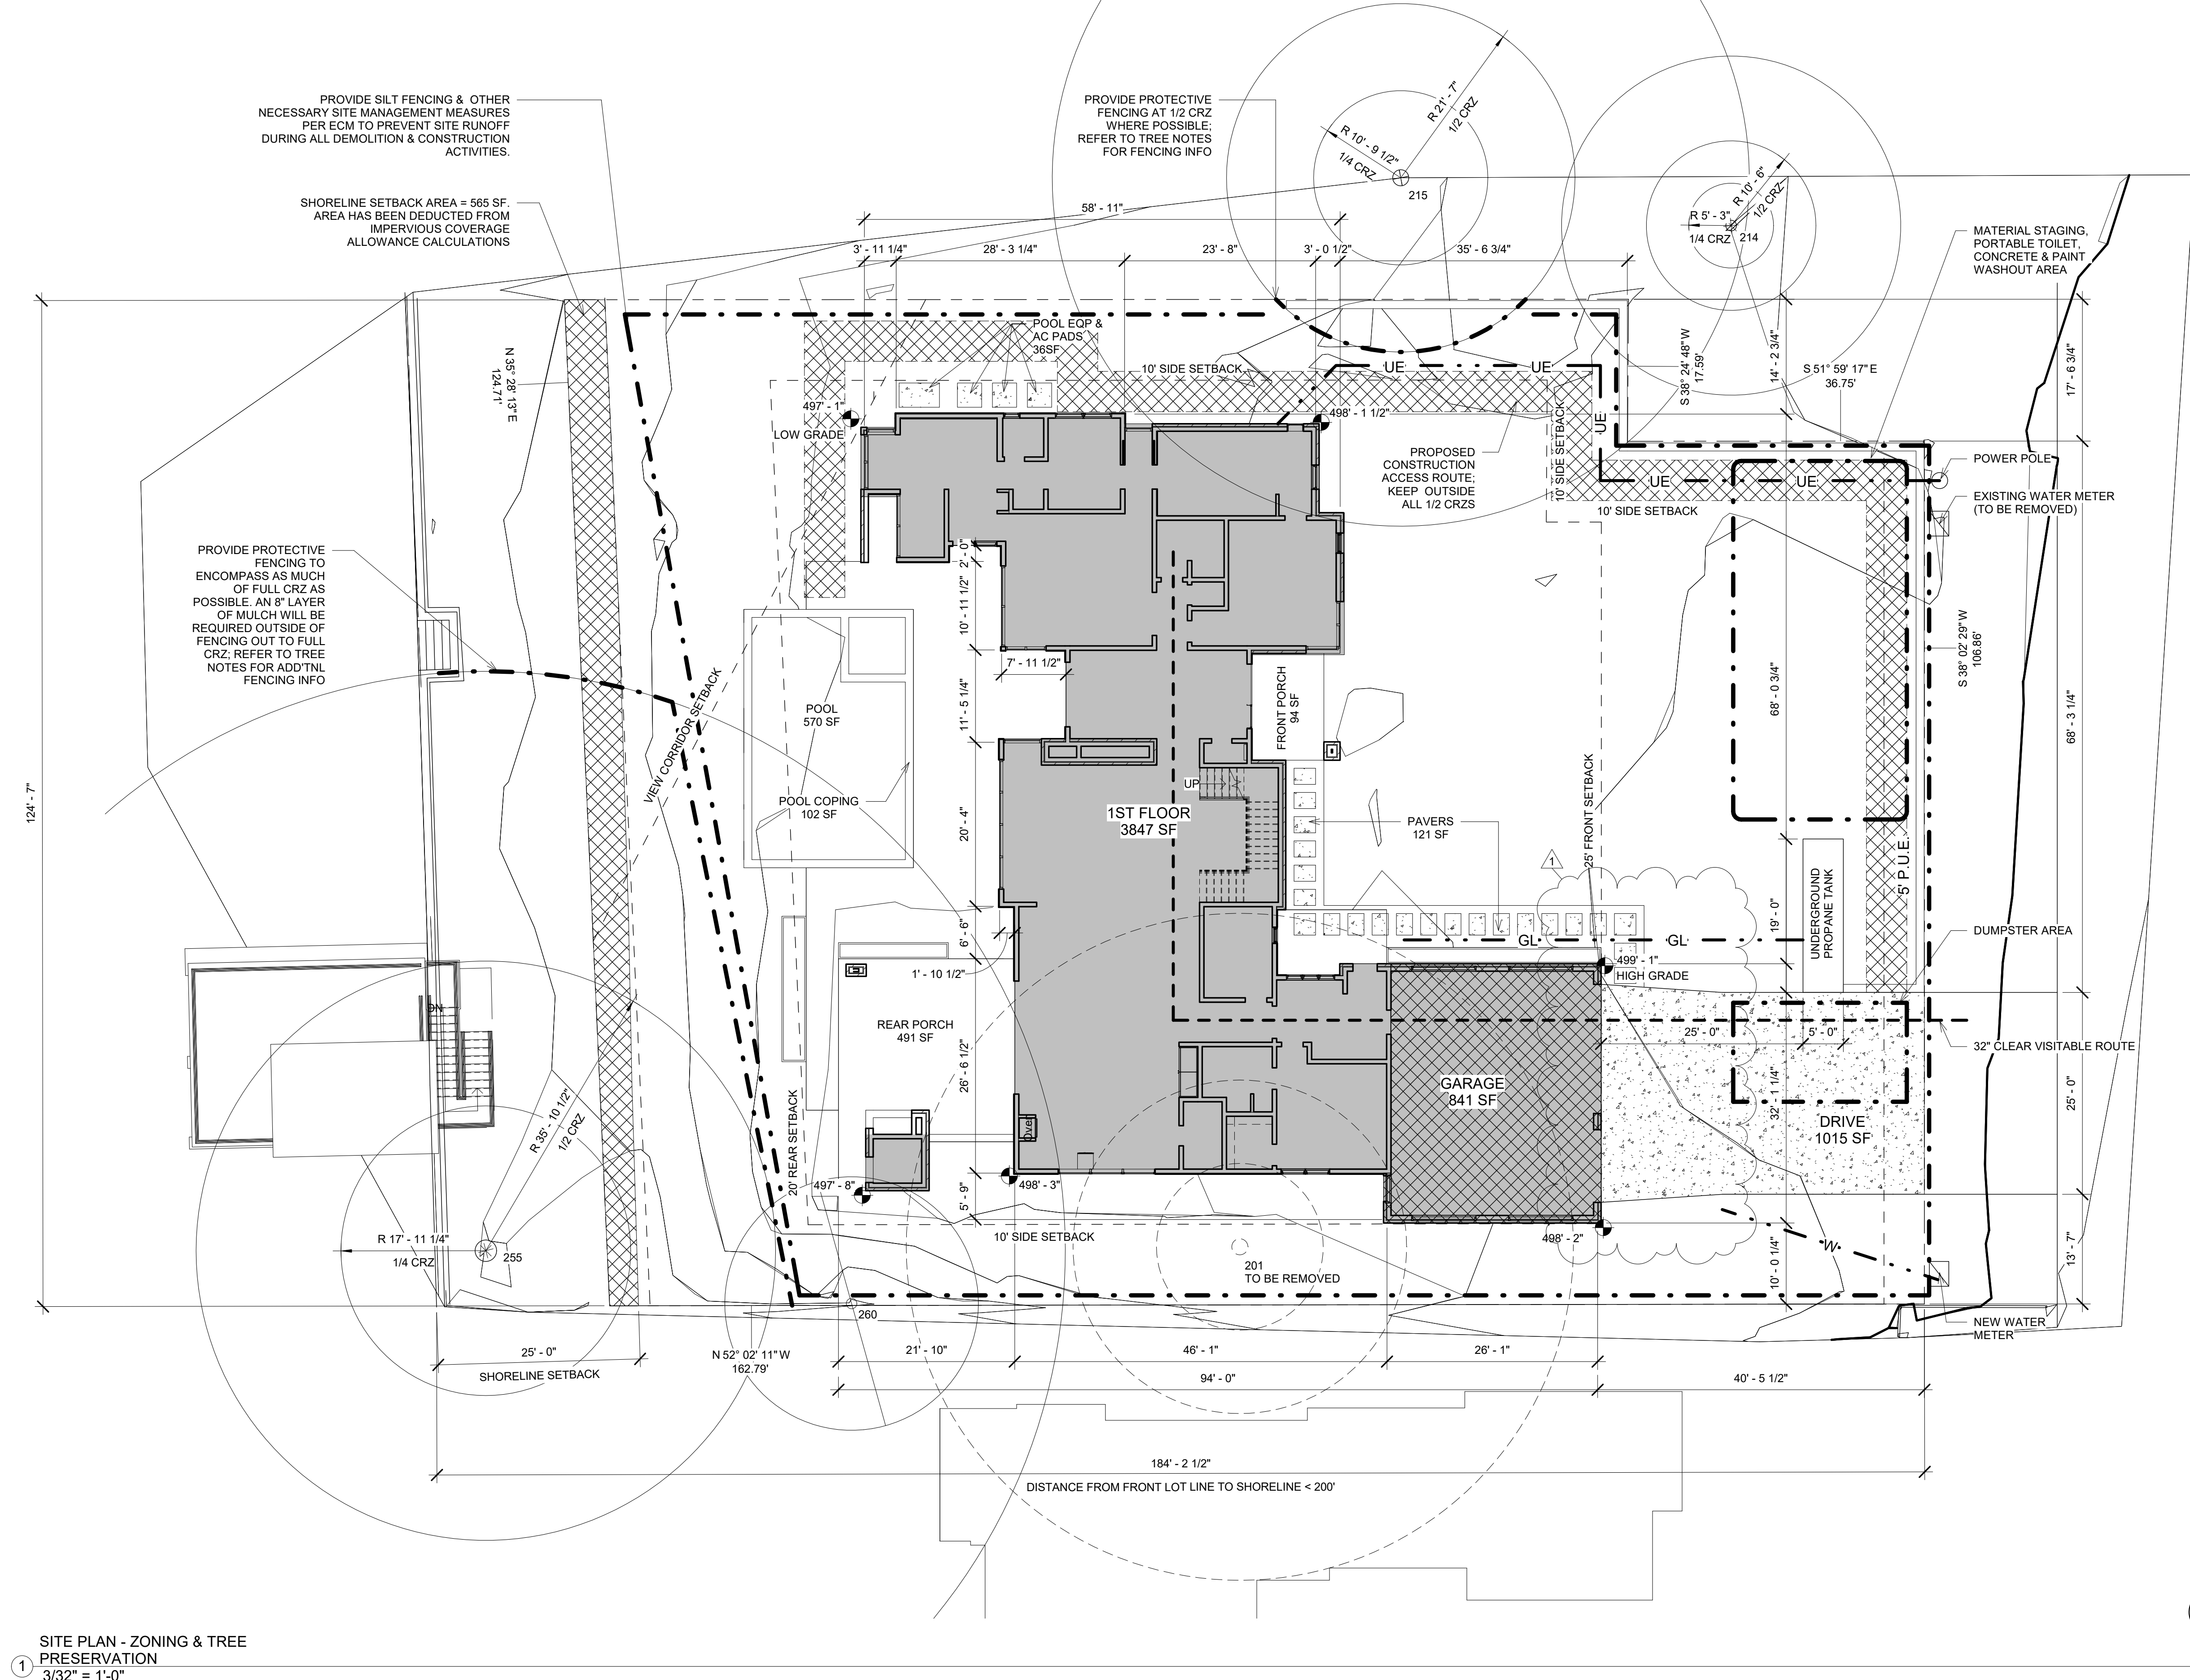 PROVIDE SILT FENCING & OTHER
NECESSARY SITE MANAGEMENT MEASURES
PER ECM TO PREVENT SITE RUNOFF
DURING ALL DEMOLITION & CONSTRUCTION
ACTIVITIES.
SHORELINE SETBACK AREA = 565 SF.
AREA HAS BEEN DEDUCTED FROM
IMPERVIOUS COVERAGE
ALLOWANCE CALCULATIONS
PROVIDE PROTECTIVE
FENCING AT 1/2 CRZ
WHERE POSSIBLE;
REFER TO TREE NOTES
FOR FENCING INFO
R 21' - 7"
1/2 CRZ
R 10' - 9 1/2"
1/4 CRZ
215
R 10' - 6"
1/2 CRZ
R 5' - 3"
1/4 CRZ
214
MATERIAL STAGING,
PORTABLE TOILET,
CONCRETE & PAINT
WASHOUT AREA
58' - 11"
3' - 11 1/4"
28' - 3 1/4"
23' - 8"
3' - 0 1/2"
35' - 6 3/4"
N 35° 28' 13" E
124.71'
POOL EQP &
AC PADS
36SF
10' SIDE SETBACK
UE
UE
UE
S 38° 24' 48" W
17.59'
14' - 2 3/4"
S 51° 59' 17" E
36.75'
17' - 6 3/4"
497' - 1"
LOW GRADE
498' - 1 1/2"
PROPOSED
CONSTRUCTION
ACCESS ROUTE;
KEEP OUTSIDE
ALL 1/2 CRZS
10' SIDE SETBACK
10' SIDE SETBACK
UE
UE
10' SIDE SETBACK
POWER POLE
EXISTING WATER METER
(TO BE REMOVED)
PROVIDE PROTECTIVE
FENCING TO
ENCOMPASS AS MUCH
OF FULL CRZ AS
POSSIBLE. AN 8" LAYER
OF MULCH WILL BE
REQUIRED OUTSIDE OF
FENCING OUT TO FULL
CRZ; REFER TO TREE
NOTES FOR ADD'TNL
FENCING INFO
2' - 0"
10' - 11 1/2"
7' - 11 1/2"
11' - 5 1/4"
S 38° 02' 29" W
106.86'
68' - 0 3/4"
68' - 3 1/4"
VIEW CORRIDOR SETBACK
POOL
570 SF
POOL COPING
102 SF
FRONT PORCH
94 SF
UP
1ST FLOOR
3847 SF
PAVERS
121 SF
25' FRONT SETBACK
124' - 7"
20' - 4"
1
5' P.U.E.
UNDERGROUND
PROPANE TANK
19' - 0"
DUMPSTER AREA
GL
GL
6' - 6"
1' - 10 1/2"
499' - 1"
HIGH GRADE
DN
REAR PORCH
491 SF
26' - 6 1/2"
25' - 0"
5' - 0"
32" CLEAR VISITABLE ROUTE
GARAGE
841 SF
32' - 1 1/4"
DRIVE
1015 SF
25' - 0"
Oven
R 35' - 10 1/2"
1/2 CRZ
20' REAR SETBACK
497' - 8"
498' - 3"
5' - 9"
R 17' - 11 1/4"
1/4 CRZ
255
10' SIDE SETBACK
498' - 2"
W
10' - 0 1/4"
13' - 7"
201
TO BE REMOVED
260
NEW WATER
METER
25' - 0"
SHORELINE SETBACK
N 52° 02' 11" W
162.79'
21' - 10"
46' - 1"
26' - 1"
94' - 0"
40' - 5 1/2"
184' - 2 1/2"
DISTANCE FROM FRONT LOT LINE TO SHORELINE < 200'
SITE PLAN - ZONING & TREE
PRESERVATION
1
3/32" = 1'-0"